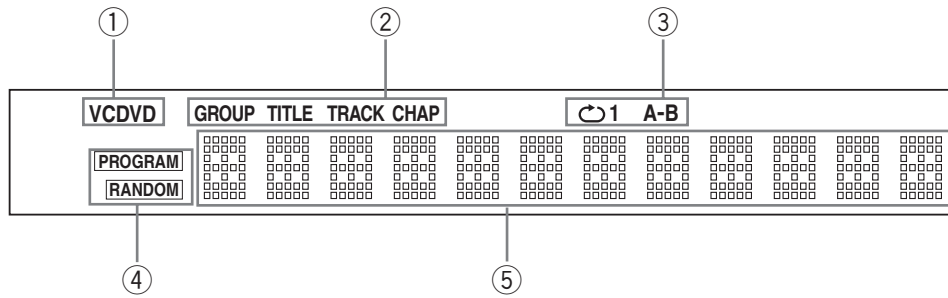 ① ② ③
VCDVD GROUP TITLE TRACK CHAP 1 A-B
PROGRAM
RANDOM
④ ⑤